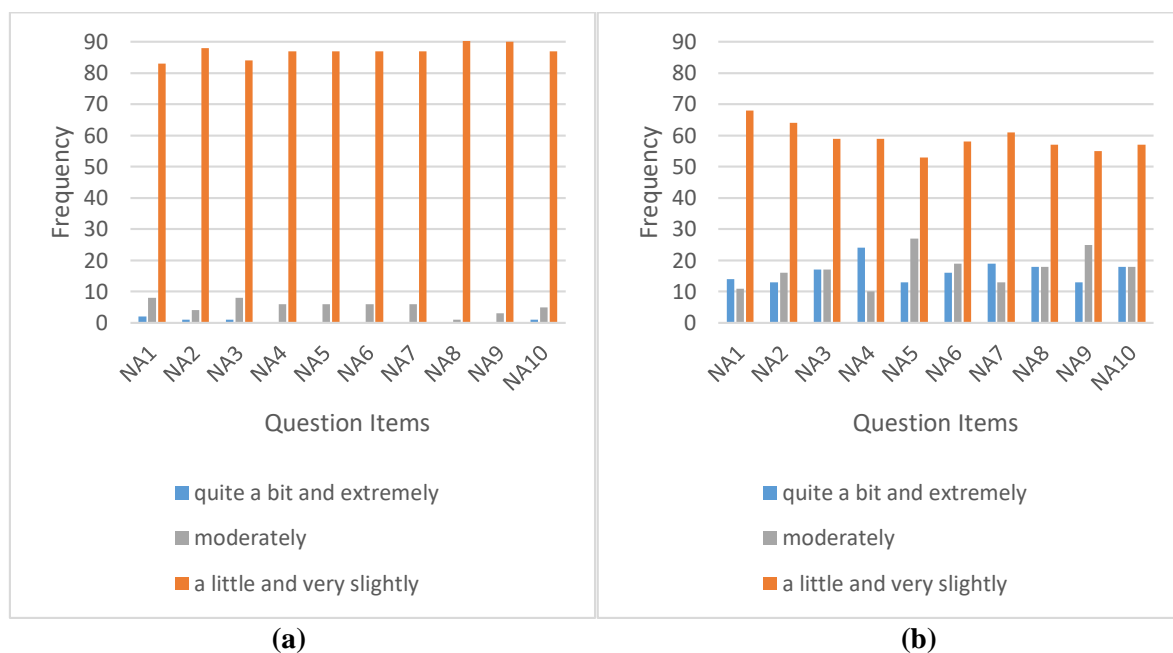 90
80
70
60
50
40
30
20
10
0
Frequency
NA1 NA2 NA3 NA4 NA5 NA6 NA7 NA8 NA9 NA10
Question Items
quite a bit and extremely
moderately
a little and very slightly
(a)
90
80
70
60
50
40
30
20
10
0
Frequency
NA1 NA2 NA3 NA4 NA5 NA6 NA7 NA8 NA9 NA10
Question Items
quite a bit and extremely
moderately
a little and very slightly
(b)